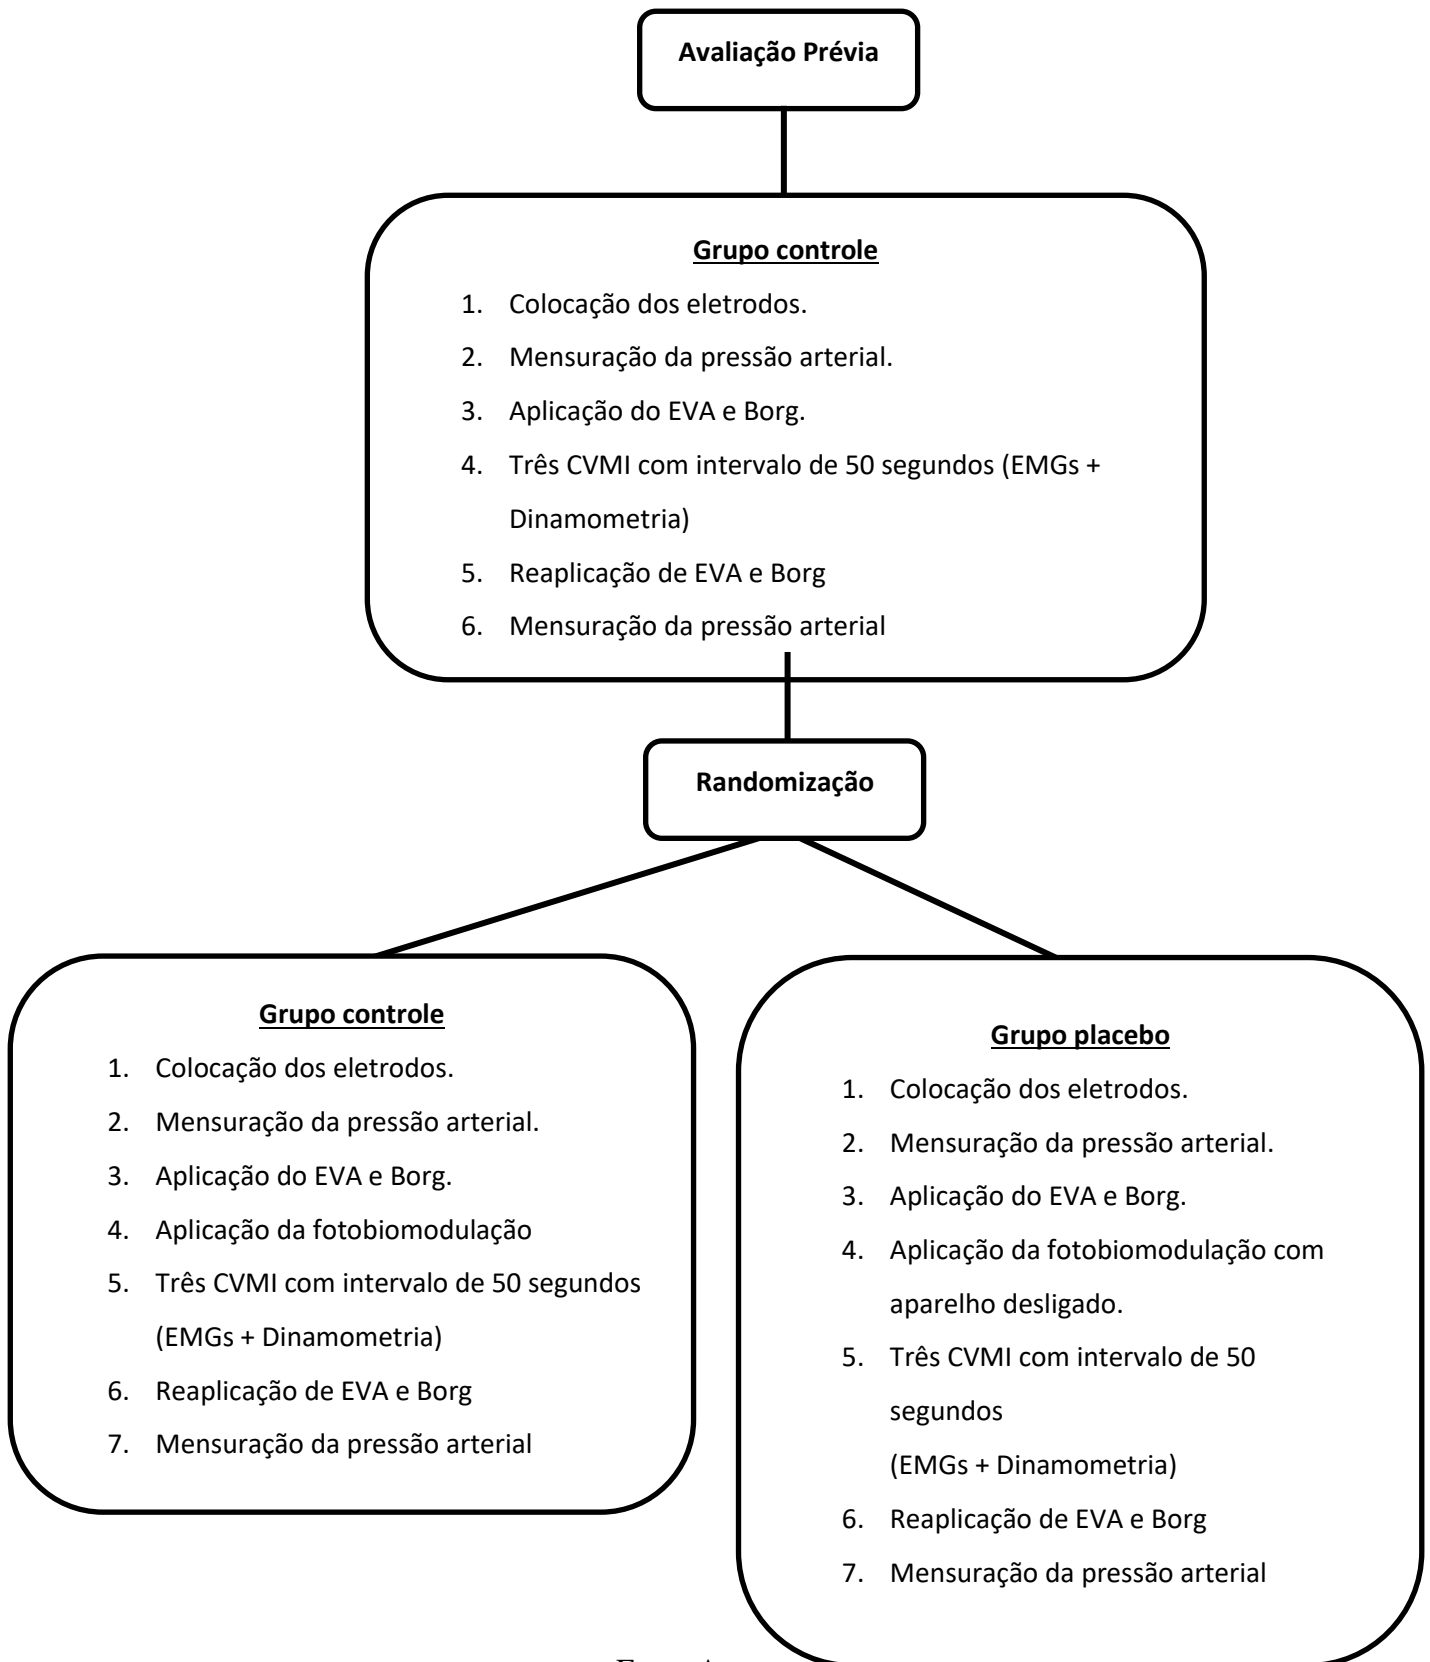 Avaliação Prévia
Grupo controle
1. Colocação dos eletrodos.
2. Mensuração da pressão arterial.
3. Aplicação do EVA e Borg.
4. Três CVMI com intervalo de 50 segundos (EMGs +
Dinamometria)
5. Reaplicação de EVA e Borg
6. Mensuração da pressão arterial
Randomização
Grupo controle
1. Colocação dos eletrodos.
2. Mensuração da pressão arterial.
3. Aplicação do EVA e Borg.
4. Aplicação da fotobiomodulação
5. Três CVMI com intervalo de 50 segundos
(EMGs + Dinamometria)
6. Reaplicação de EVA e Borg
7. Mensuração da pressão arterial
Grupo placebo
1. Colocação dos eletrodos.
2. Mensuração da pressão arterial.
3. Aplicação do EVA e Borg.
4. Aplicação da fotobiomodulação com
aparelho desligado.
5. Três CVMI com intervalo de 50
segundos
(EMGs + Dinamometria)
6. Reaplicação de EVA e Borg
7. Mensuração da pressão arterial